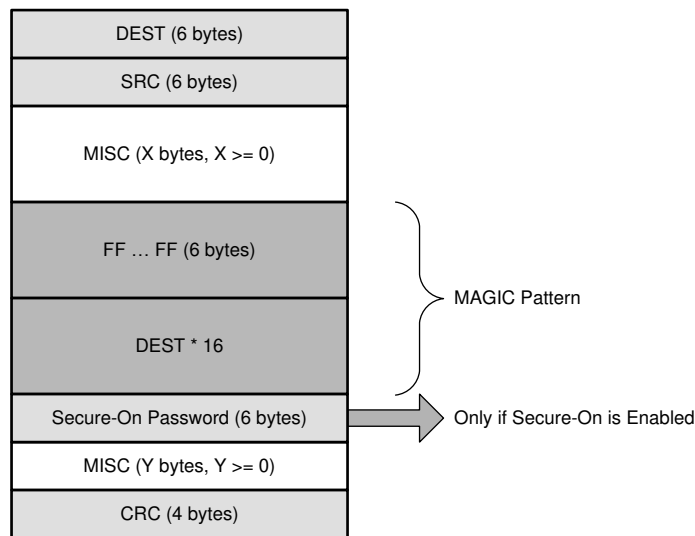 DEST (6 bytes)
SRC (6 bytes)
MISC (X bytes, X >= 0)
FF … FF (6 bytes)
MAGIC Pattern
DEST * 16
Secure-On Password (6 bytes)
Only if Secure-On is Enabled
MISC (Y bytes, Y >= 0)
CRC (4 bytes)